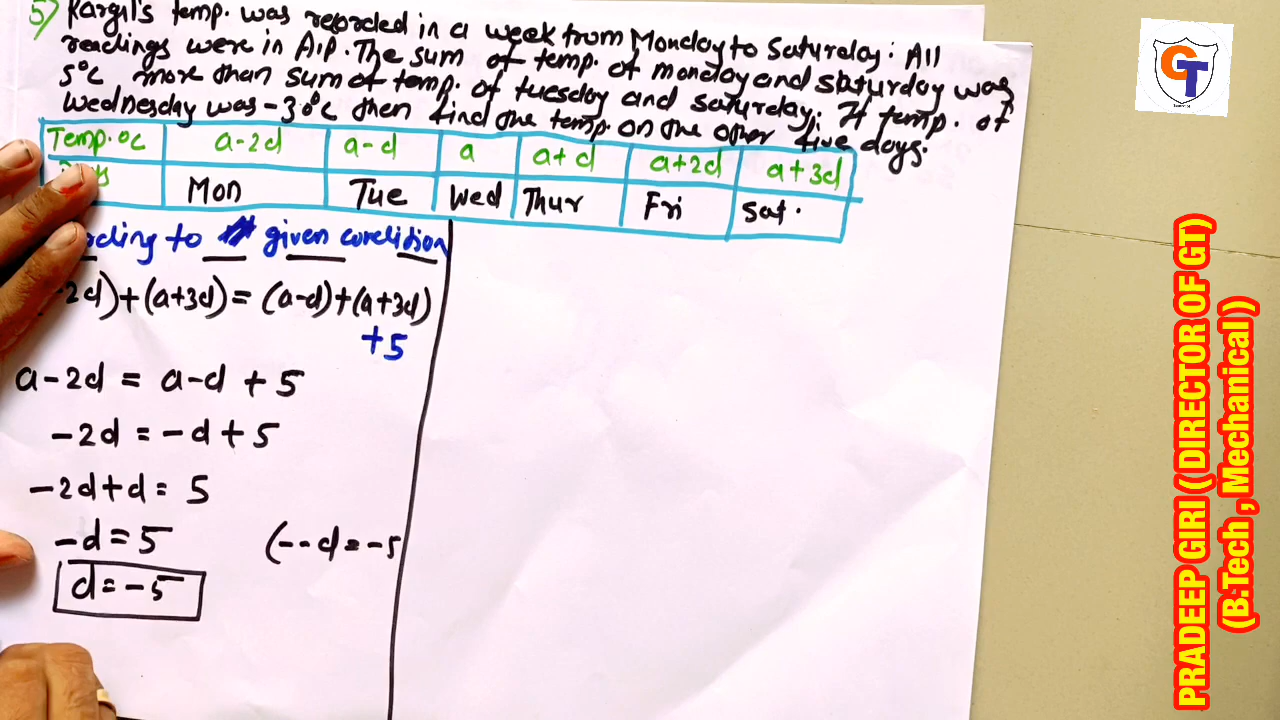 5) Kargil's temp. was recorded in a week from Monday to Saturday: All
readings were in A.P. The sum of temp. of monday and saturday was
5°C more than sum of temp. of tuesday and saturday. If temp. of
Wednesday was -30°C then find the temp. on the other five days.
Temp. °C a-2d a-d a a+d a+2d a+3d
Mon Tue Wed Thur Fri Sat.
ding to given condition
2d)+(a+3d)=(a-d)+(a+3d)
+5
a-2d = a-d + 5
-2d = -d + 5
-2d+d = 5
-d = 5 (--d = -5
d = -5
GT
PRADEEP GIRI ( DIRECTOR OF GT)
(B.Tech , Mechanical )